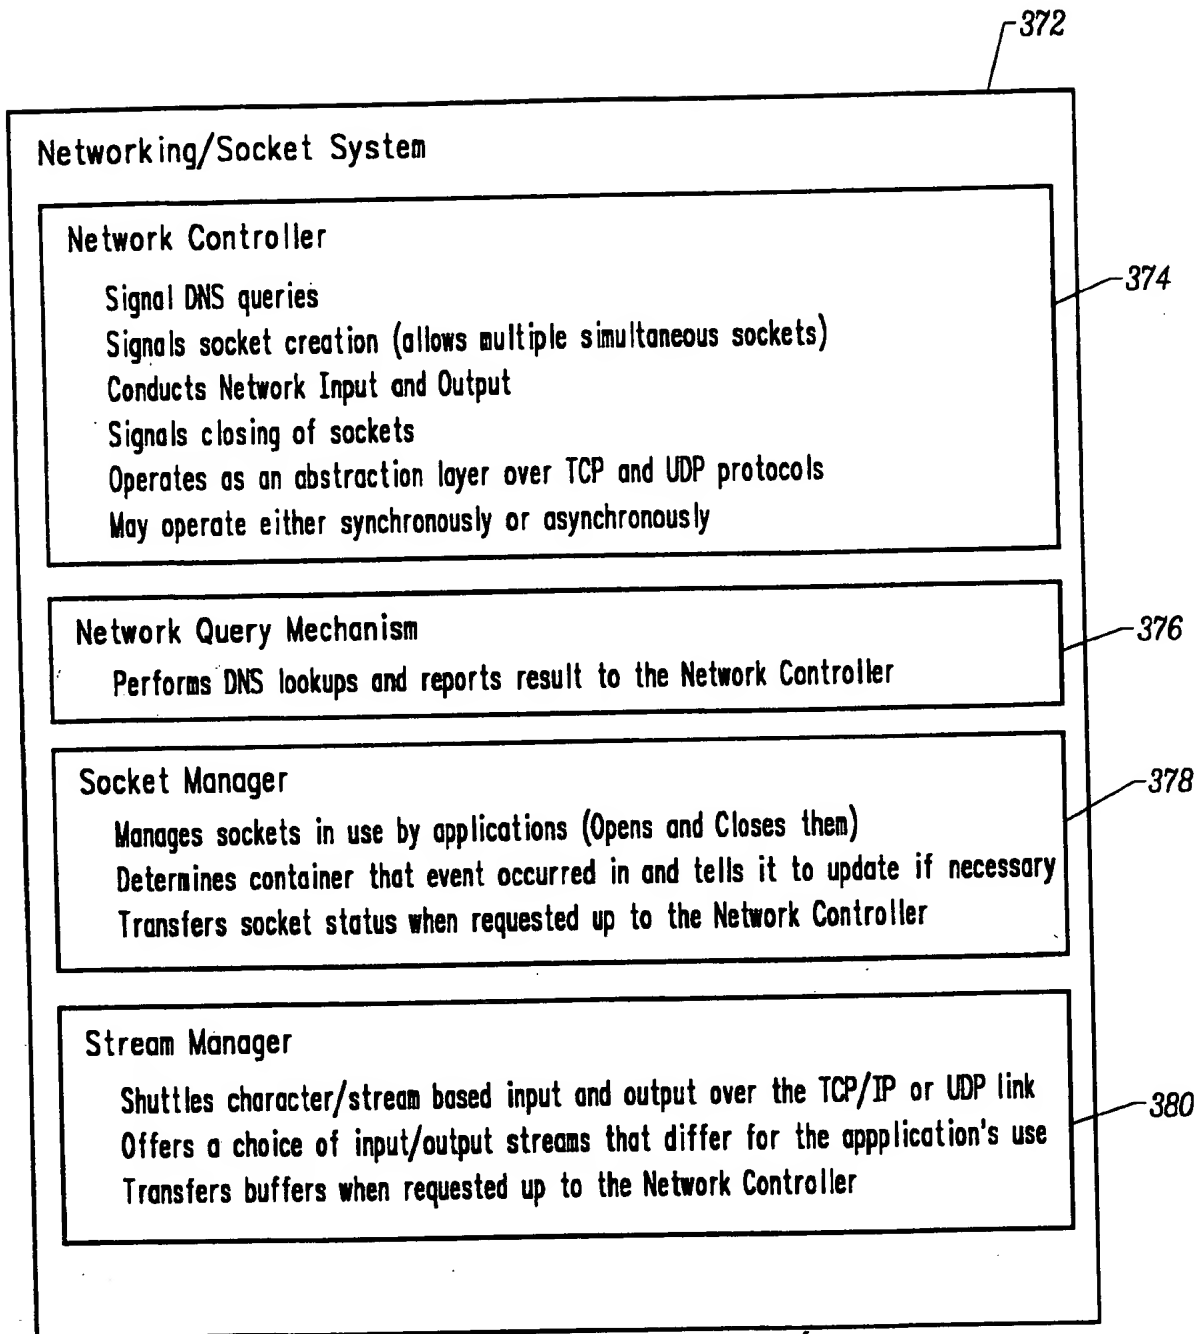 372
Networking/Socket System
Network Controller
Signal DNS queries
374
Signals socket creation (allows multiple simultaneous sockets)
Conducts Network Input and Output
Signals closing of sockets
Operates as an abstraction layer over TCP and UDP protocols
May operate either synchronously or asynchronously
Network Query Mechanism
376
Performs DNS lookups and reports result to the Network Controller
Socket Manager
378
Manages sockets in use by applications (Opens and Closes them)
Determines container that event occurred in and tells it to update if necessary
Transfers socket status when requested up to the Network Controller
Stream Manager
Shuttles character/stream based input and output over the TCP/IP or UDP link
380
Offers a choice of input/output streams that differ for the appplication's use
Transfers buffers when requested up to the Network Controller